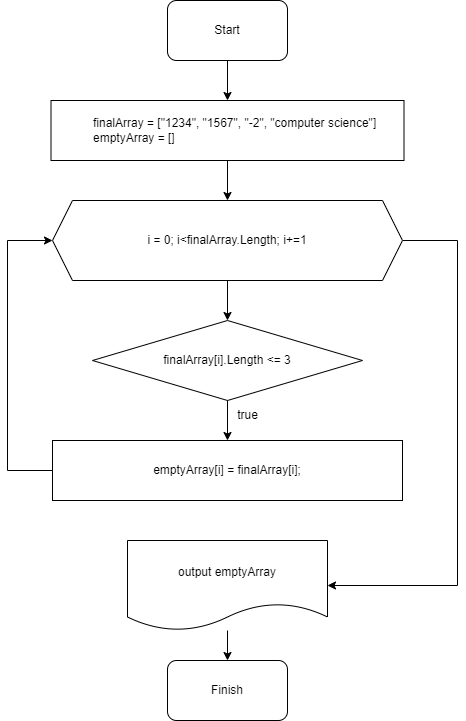 Start
finalArray = ["1234", "1567", "-2", "computer science"]
emptyArray = []
i = 0; i<finalArray.Length; i+=1
finalArray[i].Length <= 3
true
emptyArray[i] = finalArray[i];
output emptyArray
Finish